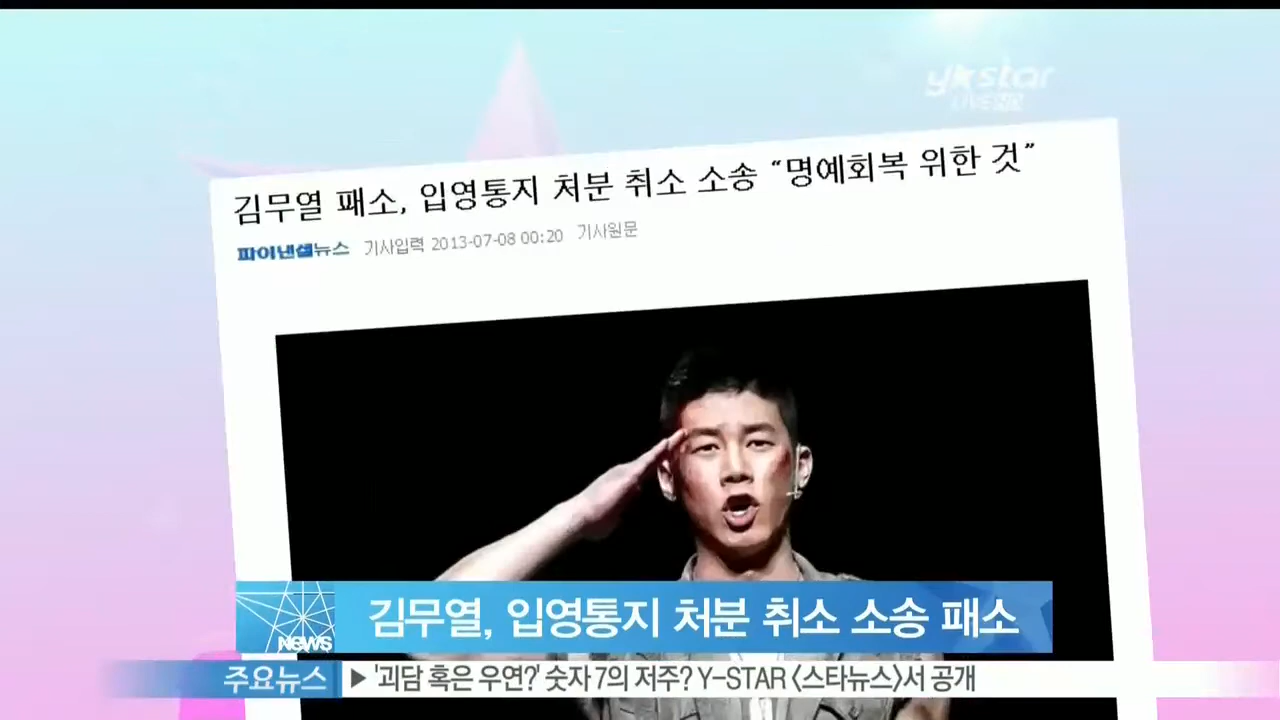 y★star
LIVE
김무열 패소, 입영통지 처분 취소 소송 “명예회복 위한 것”
파이낸셜뉴스 기사입력 2013-07-08 00:20 기사원문
NEWS 김무열, 입영통지 처분 취소 소송 패소
주요뉴스 ▶ '괴담 혹은 우연?' 숫자 7의 저주? Y-STAR 〈스타뉴스〉서 공개